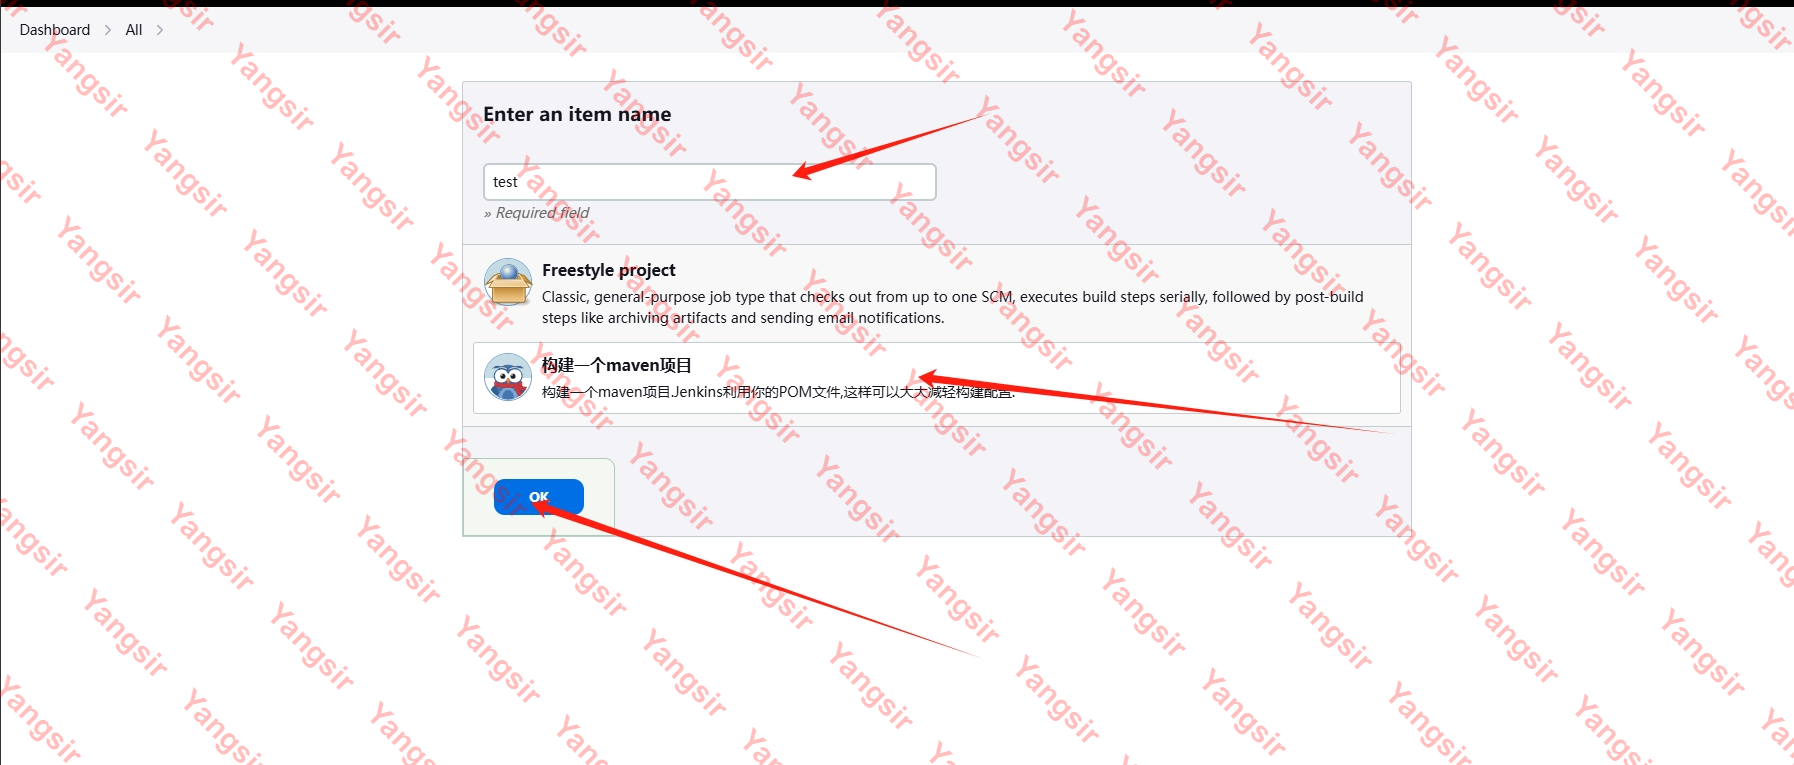 Dashboard > All >
Enter an item name
test
» Required field
Freestyle project
Classic, general-purpose job type that checks out from up to one SCM, executes build steps serially, followed by post-build
steps like archiving artifacts and sending email notifications.
构建一个maven项目
构建一个maven项目.Jenkins利用你的POM文件,这样可以大大减轻构建配置.
OK
Yangsir